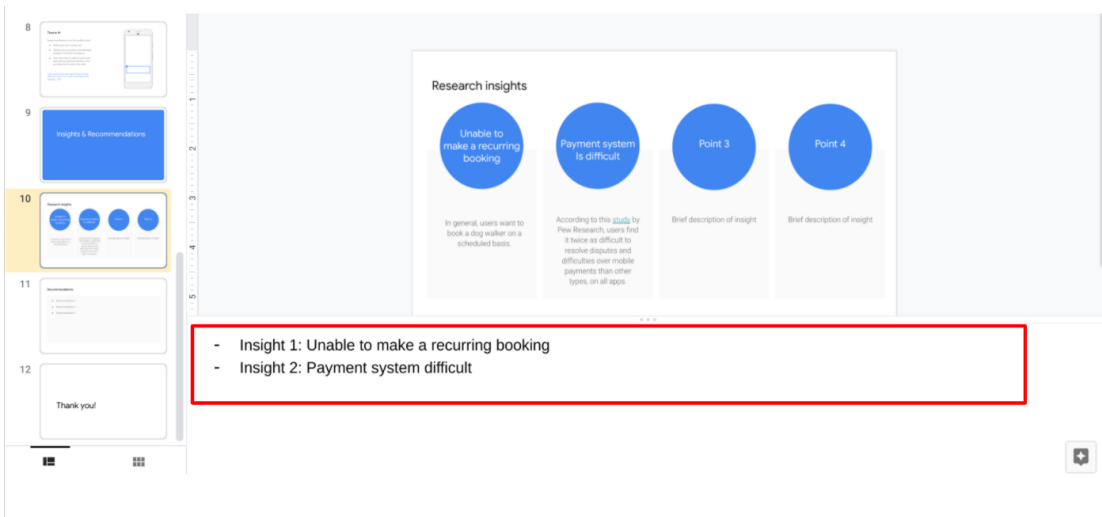 8
9
Insights & Recommendations
10
11
12
Thank you!
1
2
3
4
5
Research insights
Unable to
make a recurring
booking
In general, users want to
book a dog walker on a
scheduled basis.
Payment system
Is difficult
According to this study by
Pew Research, users find
it twice as difficult to
resolve disputes and
difficulties over mobile
payments than other
types, on all apps.
Point 3
Brief description of insight
Point 4
Brief description of insight
- Insight 1: Unable to make a recurring booking
- Insight 2: Payment system difficult